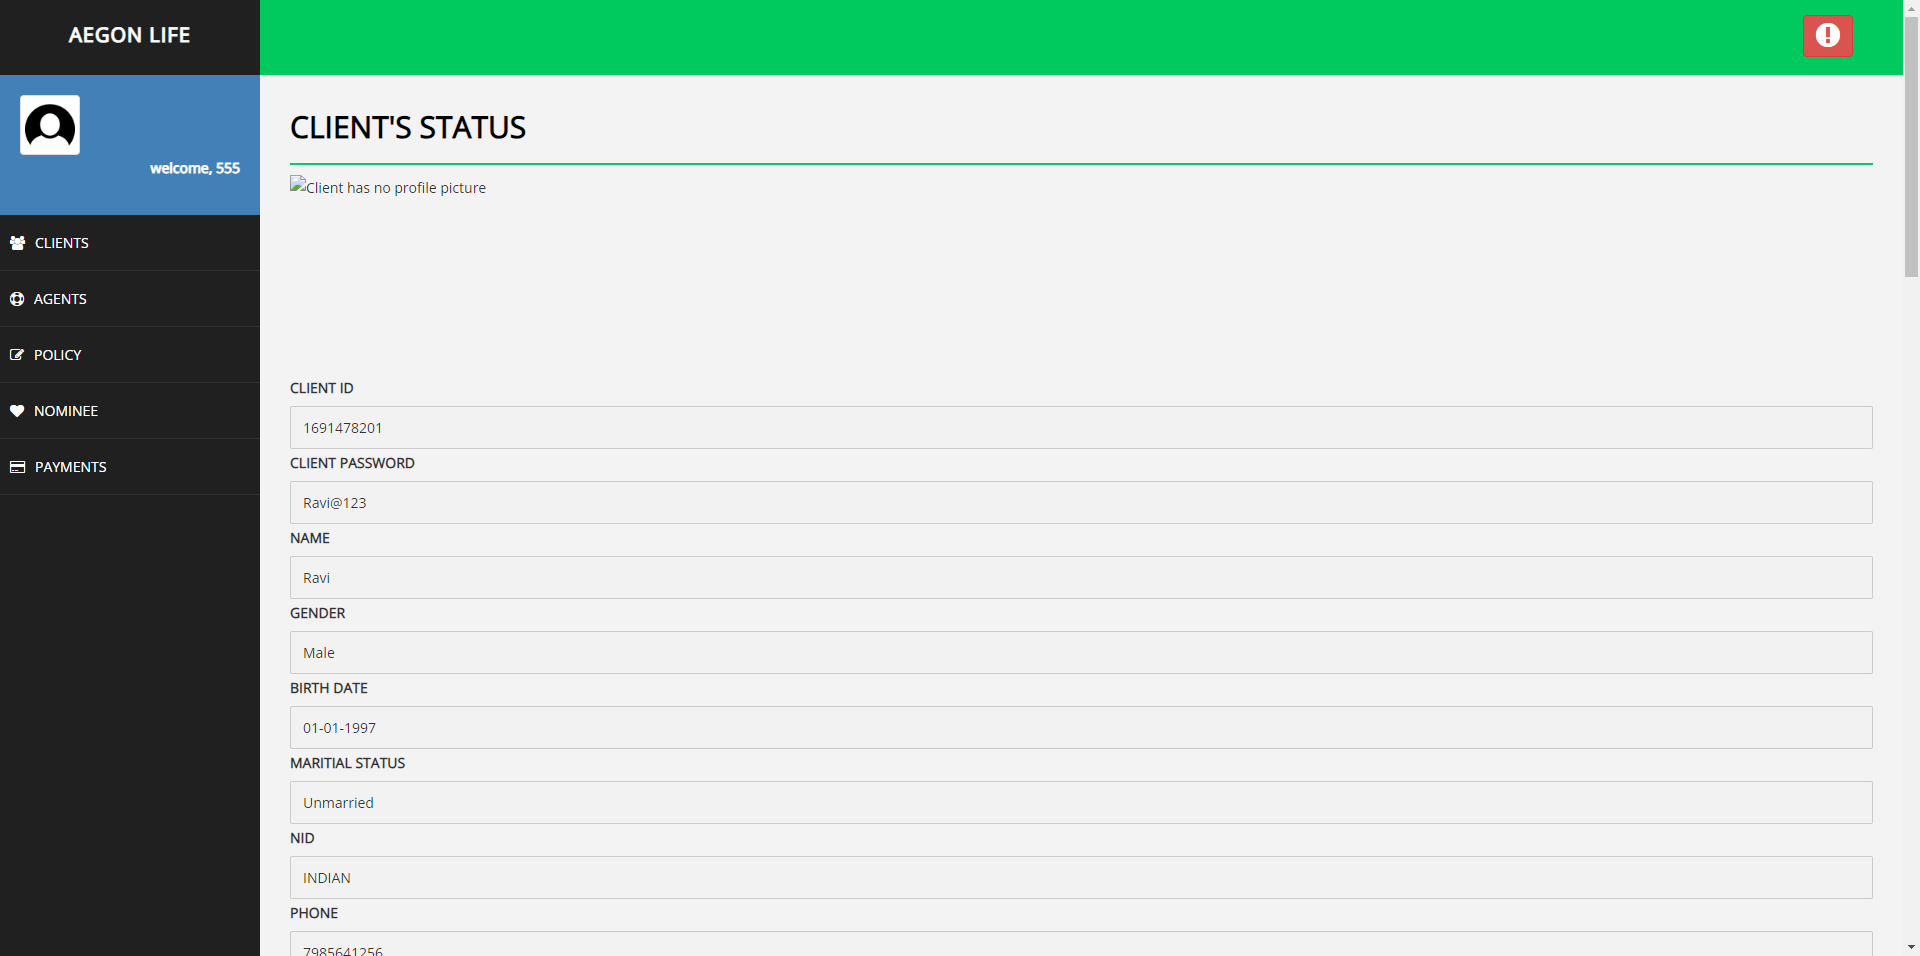 AEGON LIFE
welcome, 555
CLIENTS
AGENTS
POLICY
NOMINEE
PAYMENTS
CLIENT'S STATUS
Client has no profile picture
CLIENT ID
1691478201
CLIENT PASSWORD
Ravi@123
NAME
Ravi
GENDER
Male
BIRTH DATE
01-01-1997
MARITIAL STATUS
Unmarried
NID
INDIAN
PHONE
7985641256